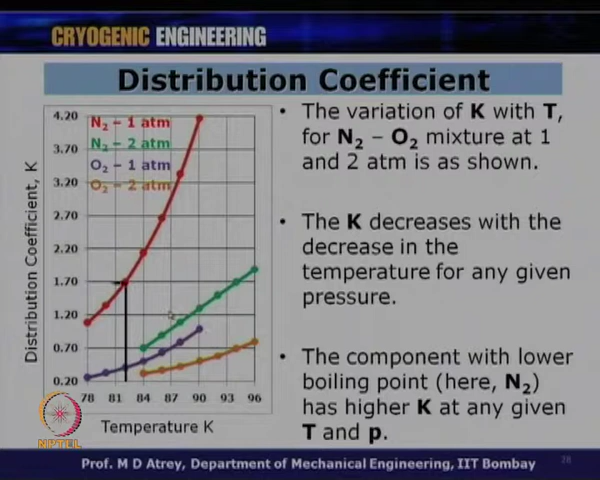 CRYOGENIC ENGINEERING
Distribution Coefficient
4.20
3.70
3.20
2.70
2.20
1.70
1.20
0.70
0.20
78 81 84 87 90 93 96
Distribution Coefficient, K
Temperature K
N₂ – 1 atm
N₂ – 2 atm
O₂ – 1 atm
O₂ – 2 atm
• The variation of K with T,
for N₂ – O₂ mixture at 1
and 2 atm is as shown.
• The K decreases with the
decrease in the
temperature for any given
pressure.
• The component with lower
boiling point (here, N₂)
has higher K at any given
T and p.
NPTEL
Prof. M D Atrey, Department of Mechanical Engineering, IIT Bombay
28